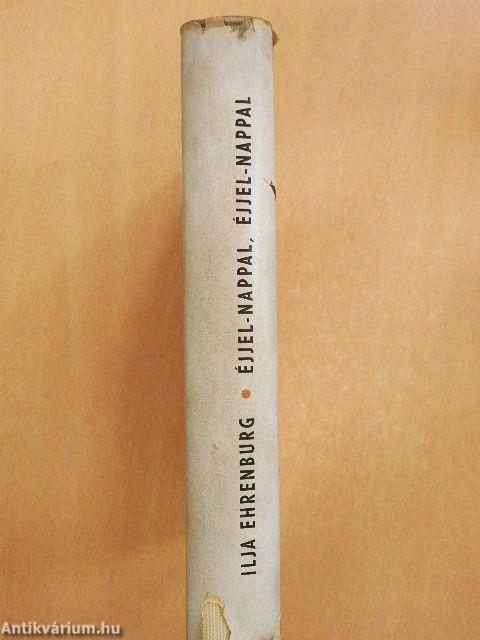 ILJA EHRENBURG • ÉJJEL-NAPPAL, ÉJJEL-NAPPAL
Antikvárium.hu